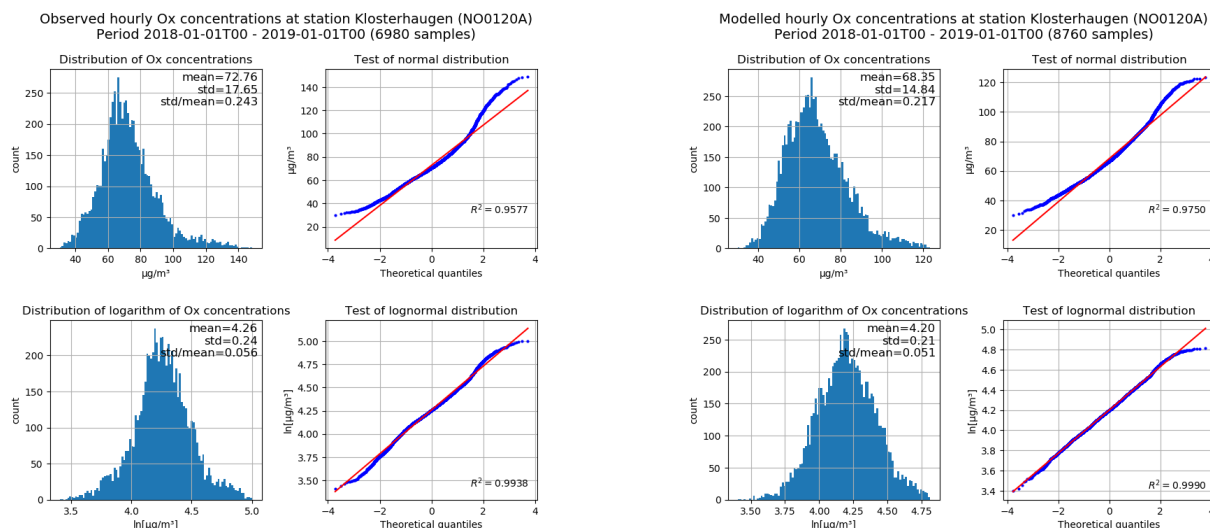 Observed hourly Ox concentrations at station Klosterhaugen (NO0120A)
Period 2018-01-01T00 - 2019-01-01T00 (6980 samples)
Distribution of Ox concentrations
mean=72.76
std=17.65
std/mean=0.243
count
250
200
150
100
50
0
40 60 80 100 120 140
µg/m³
Test of normal distribution
µg/m³
140
120
100
80
60
40
20
R² = 0.9577
−4 −2 0 2 4
Theoretical quantiles
Distribution of logarithm of Ox concentrations
mean=4.26
std=0.24
std/mean=0.056
count
200
150
100
50
0
3.5 4.0 4.5 5.0
ln[µg/m³]
Test of lognormal distribution
ln[µg/m³]
5.00
4.75
4.50
4.25
4.00
3.75
3.50
R² = 0.9938
−4 −2 0 2 4
Theoretical quantiles
Modelled hourly Ox concentrations at station Klosterhaugen (NO0120A)
Period 2018-01-01T00 - 2019-01-01T00 (8760 samples)
Distribution of Ox concentrations
mean=68.35
std=14.84
std/mean=0.217
count
250
200
150
100
50
0
40 60 80 100 120
µg/m³
Test of normal distribution
µg/m³
120
100
80
60
40
20
R² = 0.9750
−4 −2 0 2 4
Theoretical quantiles
Distribution of logarithm of Ox concentrations
mean=4.20
std=0.21
std/mean=0.051
count
250
200
150
100
50
0
3.50 3.75 4.00 4.25 4.50 4.75
ln[µg/m³]
Test of lognormal distribution
ln[µg/m³]
5.0
4.8
4.6
4.4
4.2
4.0
3.8
3.6
3.4
R² = 0.9990
−4 −2 0 2 4
Theoretical quantiles